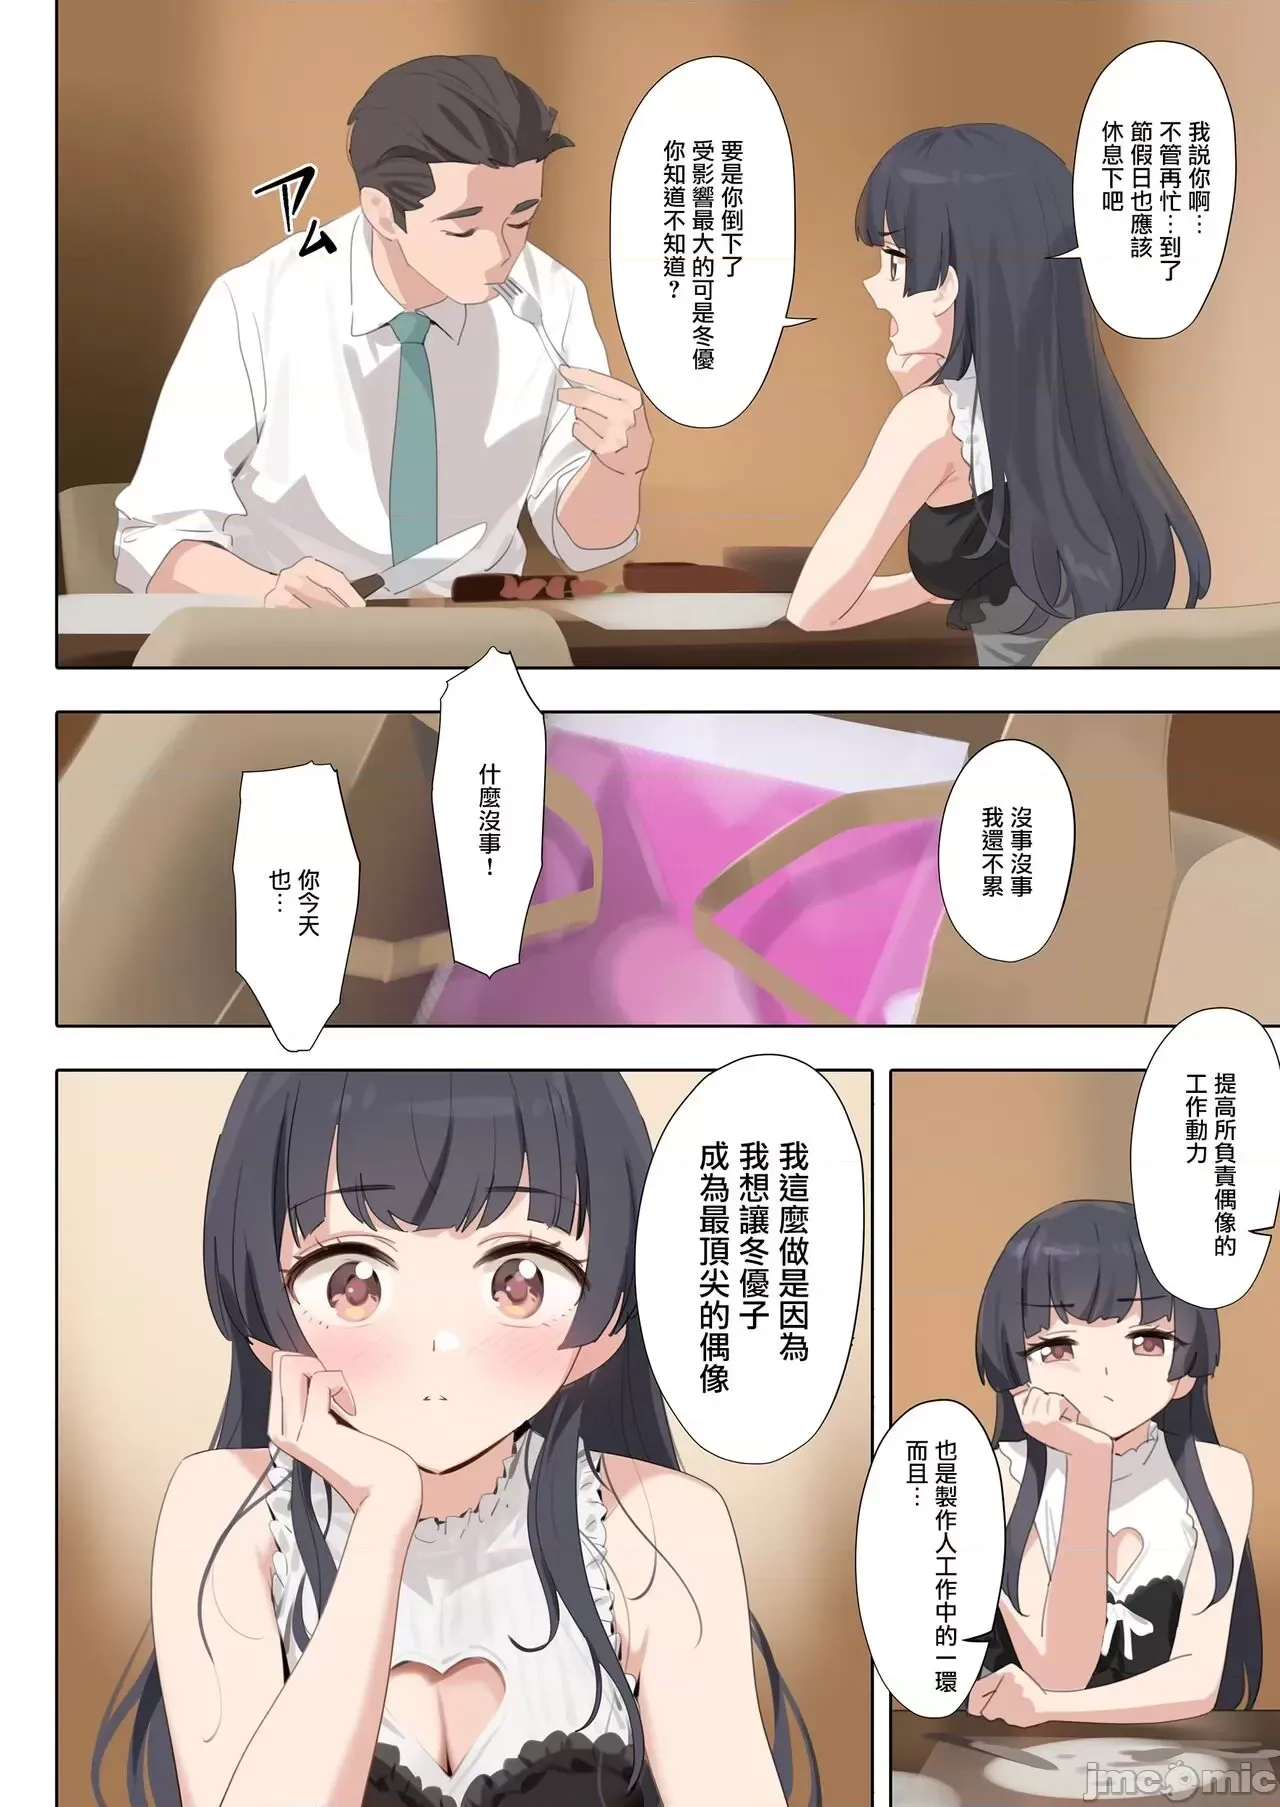 我說你啊…
不管再忙…到了
節假日也應該
休息下吧
要是你倒下了
受影響最大的可是冬優
你知道不知道？
アム
沒事沒事
我還不累
什麼沒事！
你今天
也…
提高所負責偶像的
工作動力
也是製作人工作中的一環
而且…
我這麼做是因為
我想讓冬優子
成為最頂尖的偶像
jmcomic